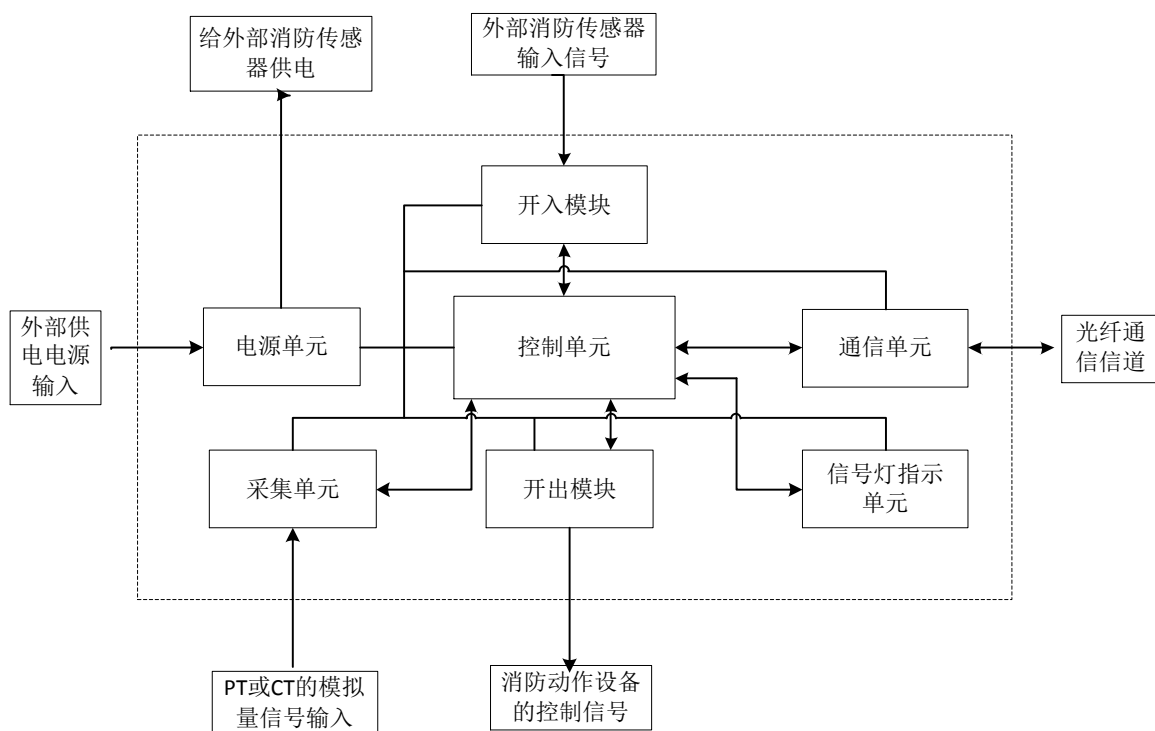 给外部消防传感
器供电
外部消防传感器
输入信号
开入模块
外部供
电电源
输入
电源单元
控制单元
通信单元
光纤通
信信道
采集单元
开出模块
信号灯指示
单元
PT或CT的模拟
量信号输入
消防动作设备
的控制信号